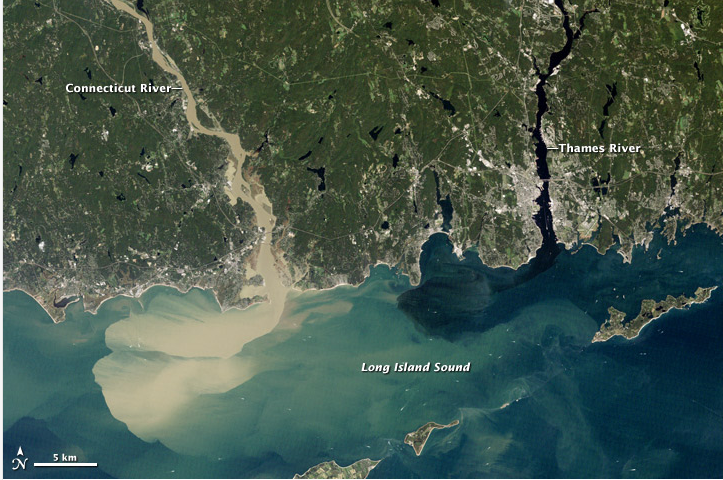 Connecticut River
Thames River
Long Island Sound
N
5 km